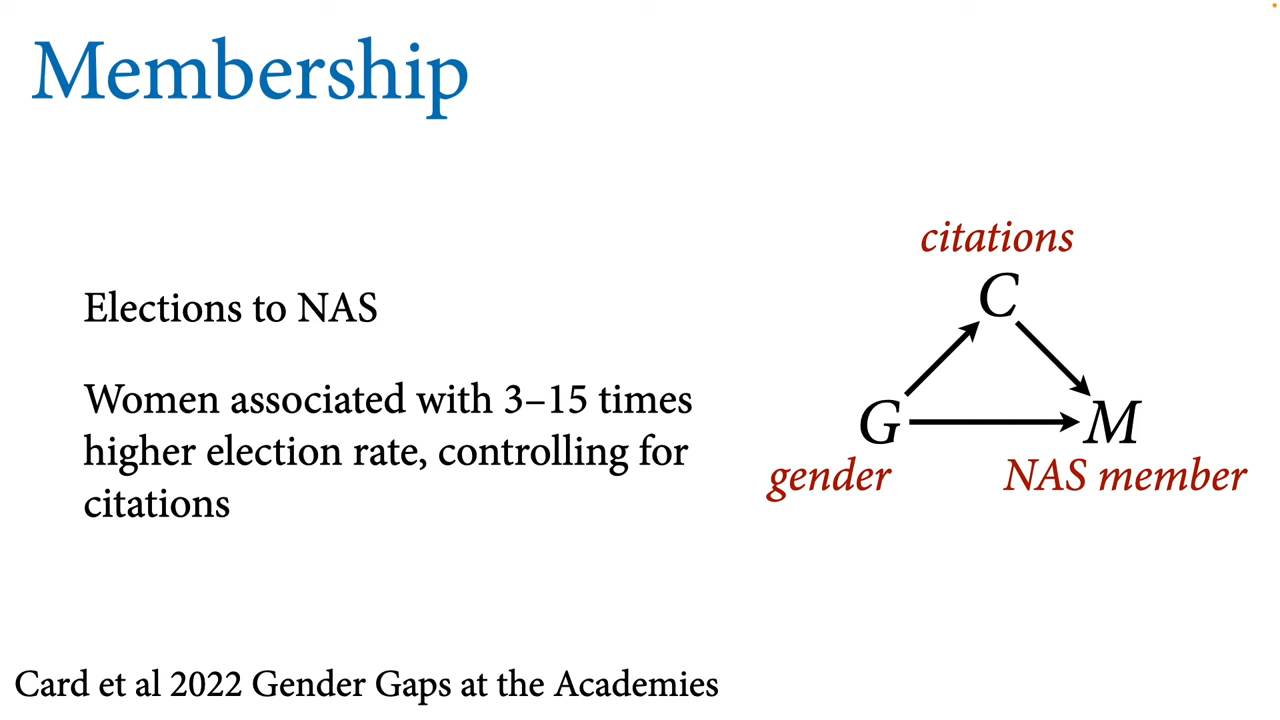 Membership
Elections to NAS
Women associated with 3–15 times
higher election rate, controlling for
citations
citations
C
G
M
gender
NAS member
Card et al 2022 Gender Gaps at the Academies